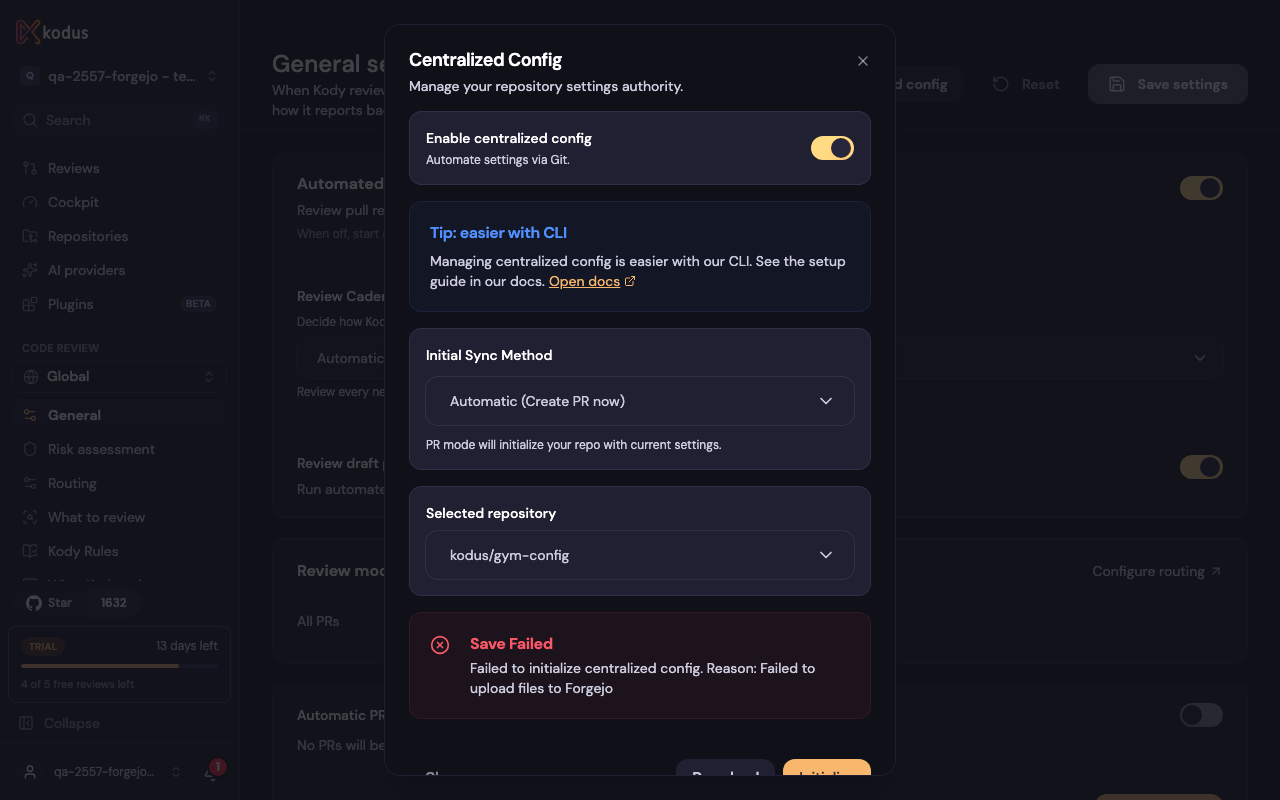 kodus
Q qa-2557-forgejo - te...
Search ⌘K
Reviews
Cockpit
Repositories
AI providers
Plugins BETA
CODE REVIEW
Global
General
Risk assessment
Routing
What to review
Kody Rules
Star 1632
TRIAL 13 days left
4 of 5 free reviews left
Collapse
qa-2557-forgejo...
1
General se
When Kody review
how it reports ba
d config
Reset
Save settings
Automated
Review pull re
When off, start a
Review Caden
Decide how Kod
Automatic
Review every ne
Review draft p
Run automate
Review mod
Configure routing
All PRs
Automatic PR
No PRs will be
Centralized Config
Manage your repository settings authority.
Enable centralized config
Automate settings via Git.
Tip: easier with CLI
Managing centralized config is easier with our CLI. See the setup
guide in our docs. Open docs
Initial Sync Method
Automatic (Create PR now)
PR mode will initialize your repo with current settings.
Selected repository
kodus/gym-config
Save Failed
Failed to initialize centralized config. Reason: Failed to
upload files to Forgejo